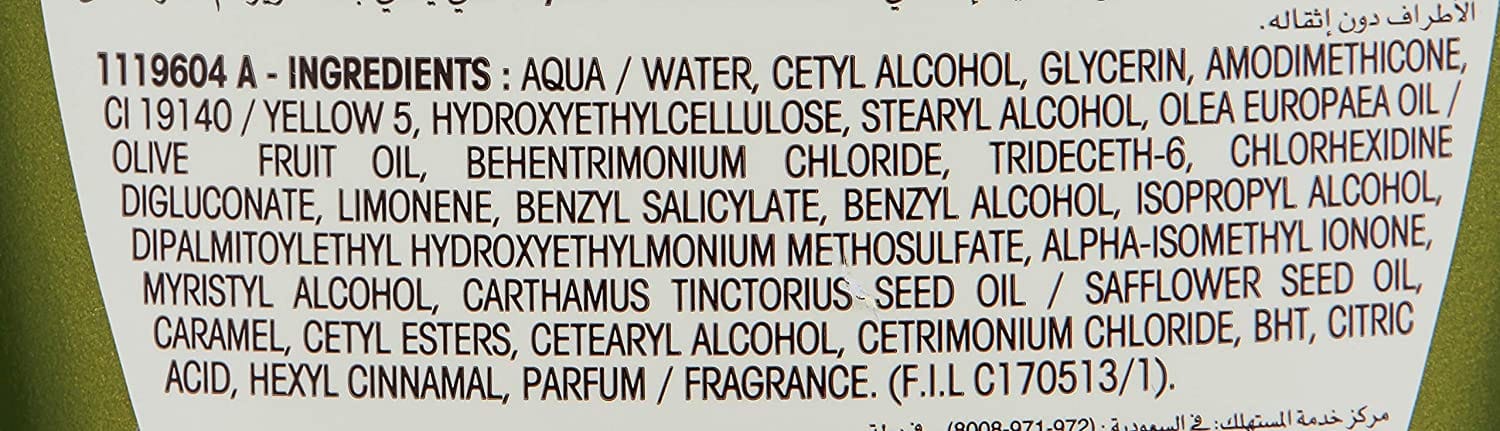 الأطراف دون إثقاله.
1119604 A - INGREDIENTS : AQUA / WATER, CETYL ALCOHOL, GLYCERIN, AMODIMETHICONE,
CI 19140 / YELLOW 5, HYDROXYETHYLCELLULOSE, STEARYL ALCOHOL, OLEA EUROPAEA OIL /
OLIVE FRUIT OIL, BEHENTRIMONIUM CHLORIDE, TRIDECETH-6, CHLORHEXIDINE
DIGLUCONATE, LIMONENE, BENZYL SALICYLATE, BENZYL ALCOHOL, ISOPROPYL ALCOHOL,
DIPALMITOYLETHYL HYDROXYETHYLMONIUM METHOSULFATE, ALPHA-ISOMETHYL IONONE,
MYRISTYL ALCOHOL, CARTHAMUS TINCTORIUS SEED OIL / SAFFLOWER SEED OIL,
CARAMEL, CETYL ESTERS, CETEARYL ALCOHOL, CETRIMONIUM CHLORIDE, BHT, CITRIC
ACID, HEXYL CINNAMAL, PARFUM / FRAGRANCE. (F.I.L C170513/1).
مركز خدمة المستهلك: في السعودية: (8008-971-972)